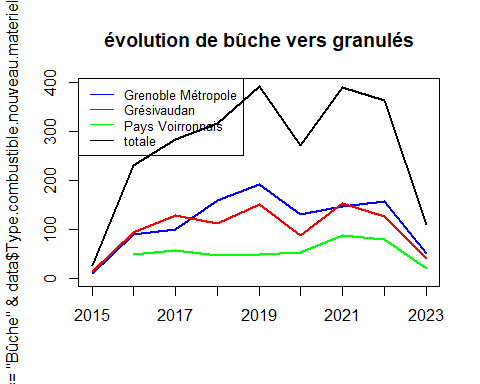 évolution de bûche vers granulés
== "Bûche" & data$Type.combustible.nouveau.materiel
400
300
200
100
0
Grenoble Métropole
Grésivaudan
Pays Voirronnais
totale
2015 2017 2019 2021 2023